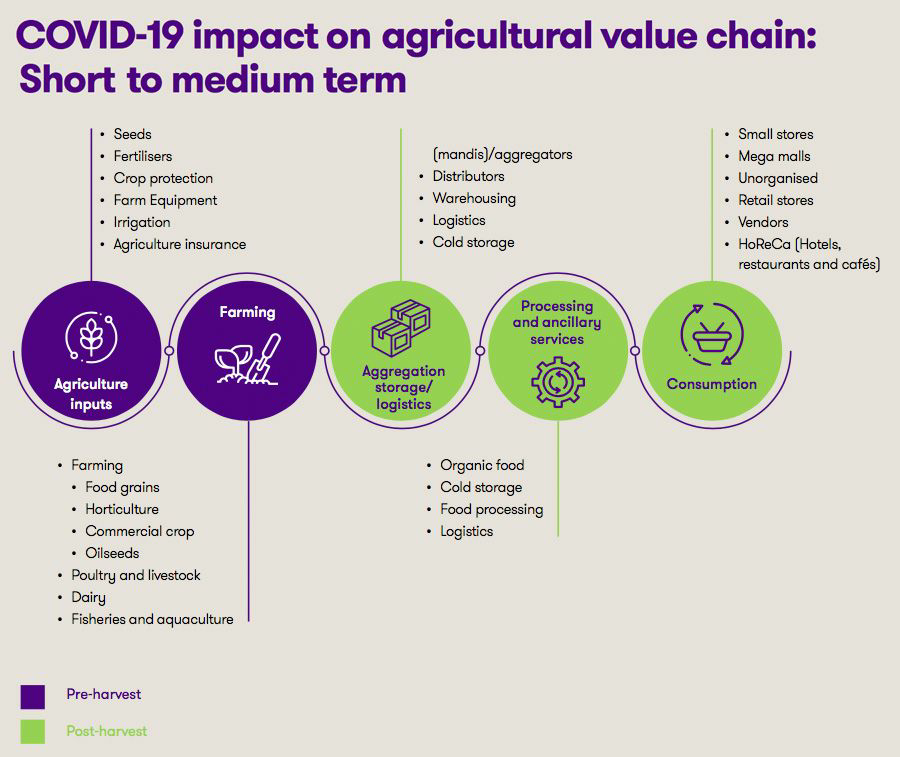 COVID-19 impact on agricultural value chain:
Short to medium term
• Seeds
• Fertilisers
• Crop protection
• Farm Equipment
• Irrigation
• Agriculture insurance
(mandis)/aggregators
• Distributors
• Warehousing
• Logistics
• Cold storage
• Small stores
• Mega malls
• Unorganised
• Retail stores
• Vendors
• HoReCa (Hotels,
restaurants and cafés)
Agriculture
inputs
Farming
Aggregation
storage/
logistics
Processing
and ancillary
services
Consumption
• Farming
• Food grains
• Horticulture
• Commercial crop
• Oilseeds
• Poultry and livestock
• Dairy
• Fisheries and aquaculture
• Organic food
• Cold storage
• Food processing
• Logistics
Pre-harvest
Post-harvest